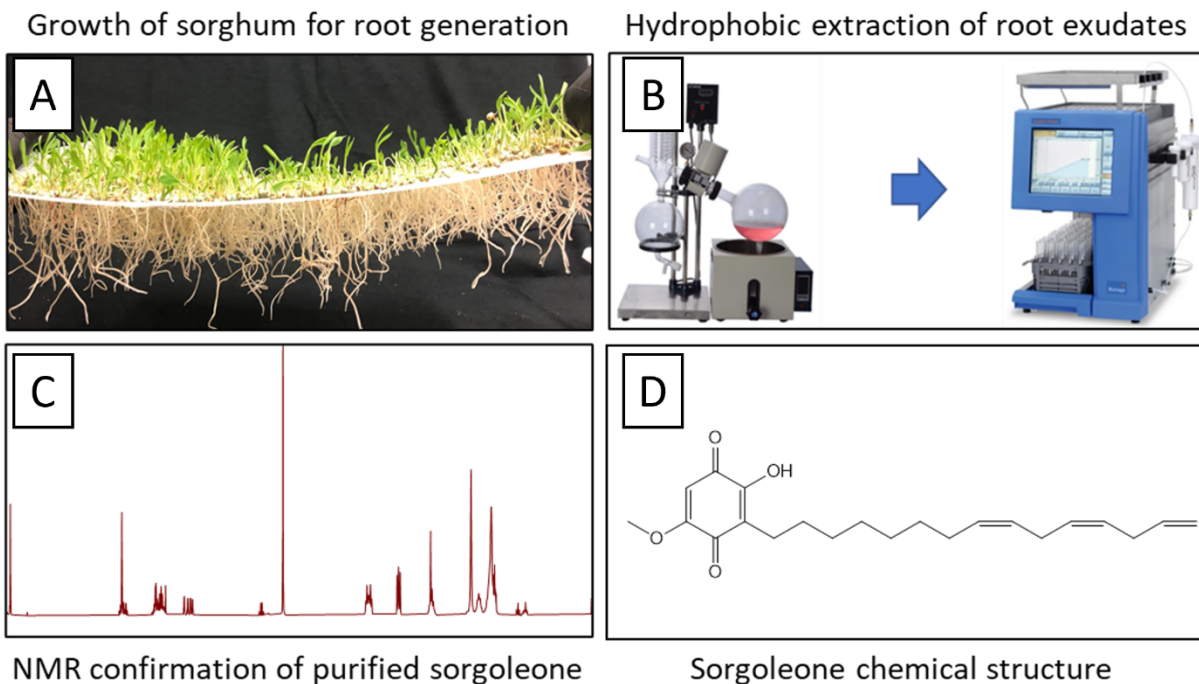 Growth of sorghum for root generation
Hydrophobic extraction of root exudates
A
B
C
D
O
OH
O
O
NMR confirmation of purified sorgoleone
Sorgoleone chemical structure